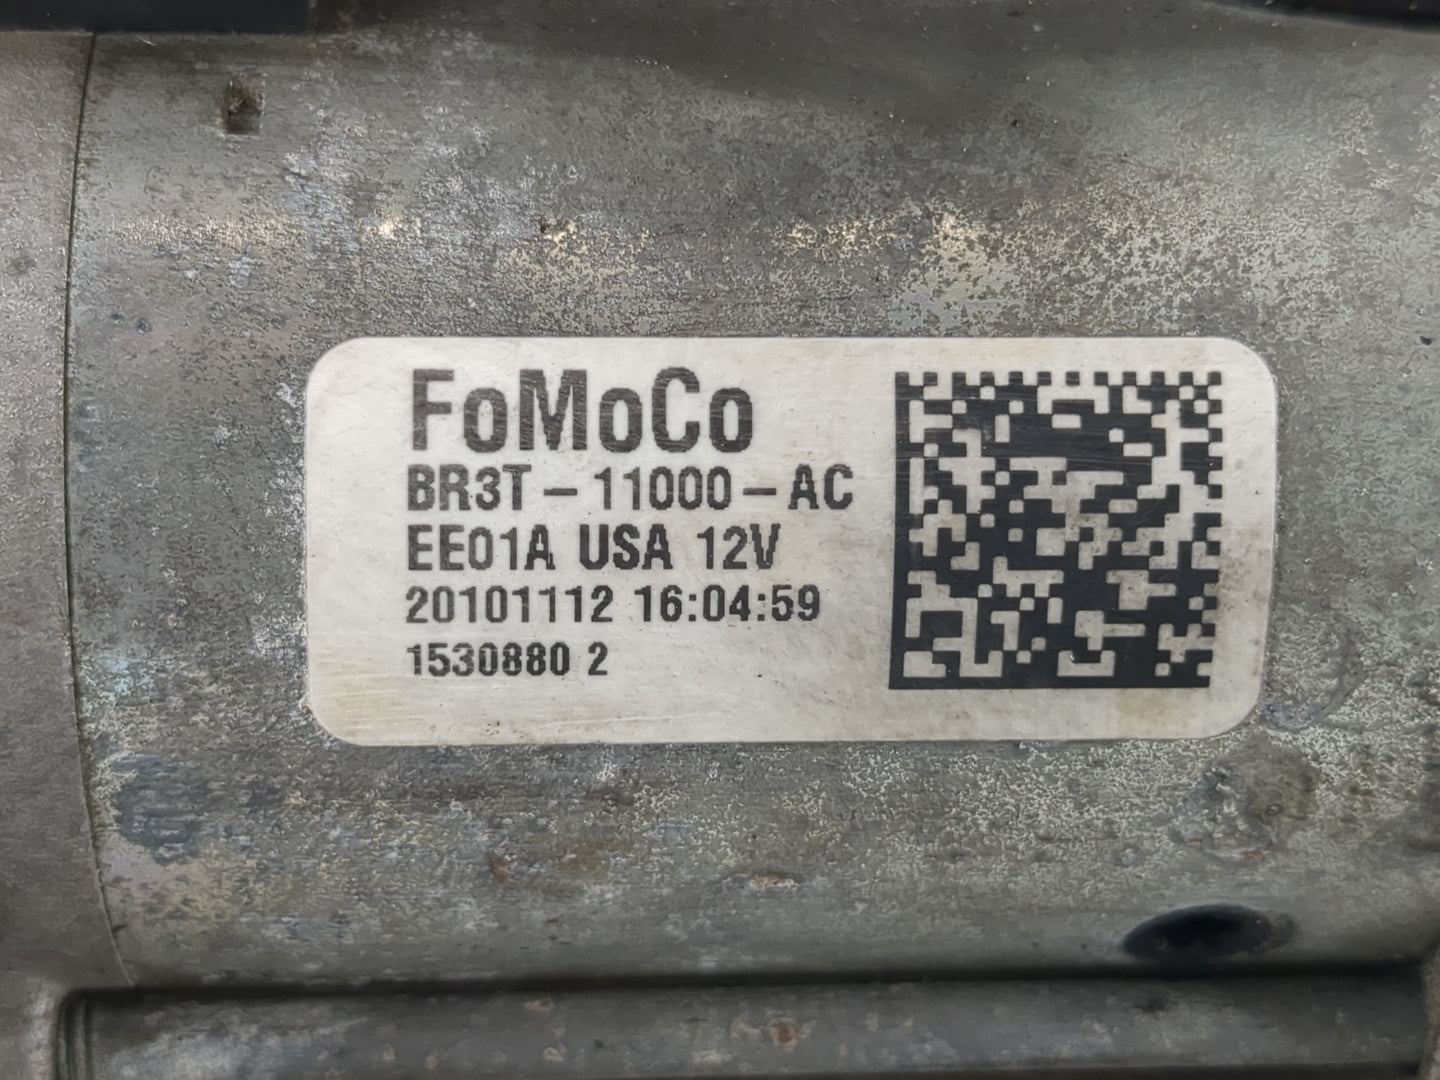 FoMoCo
BR3T-11000-AC
EE01A USA 12V
20101112 16:04:59
1530880 2